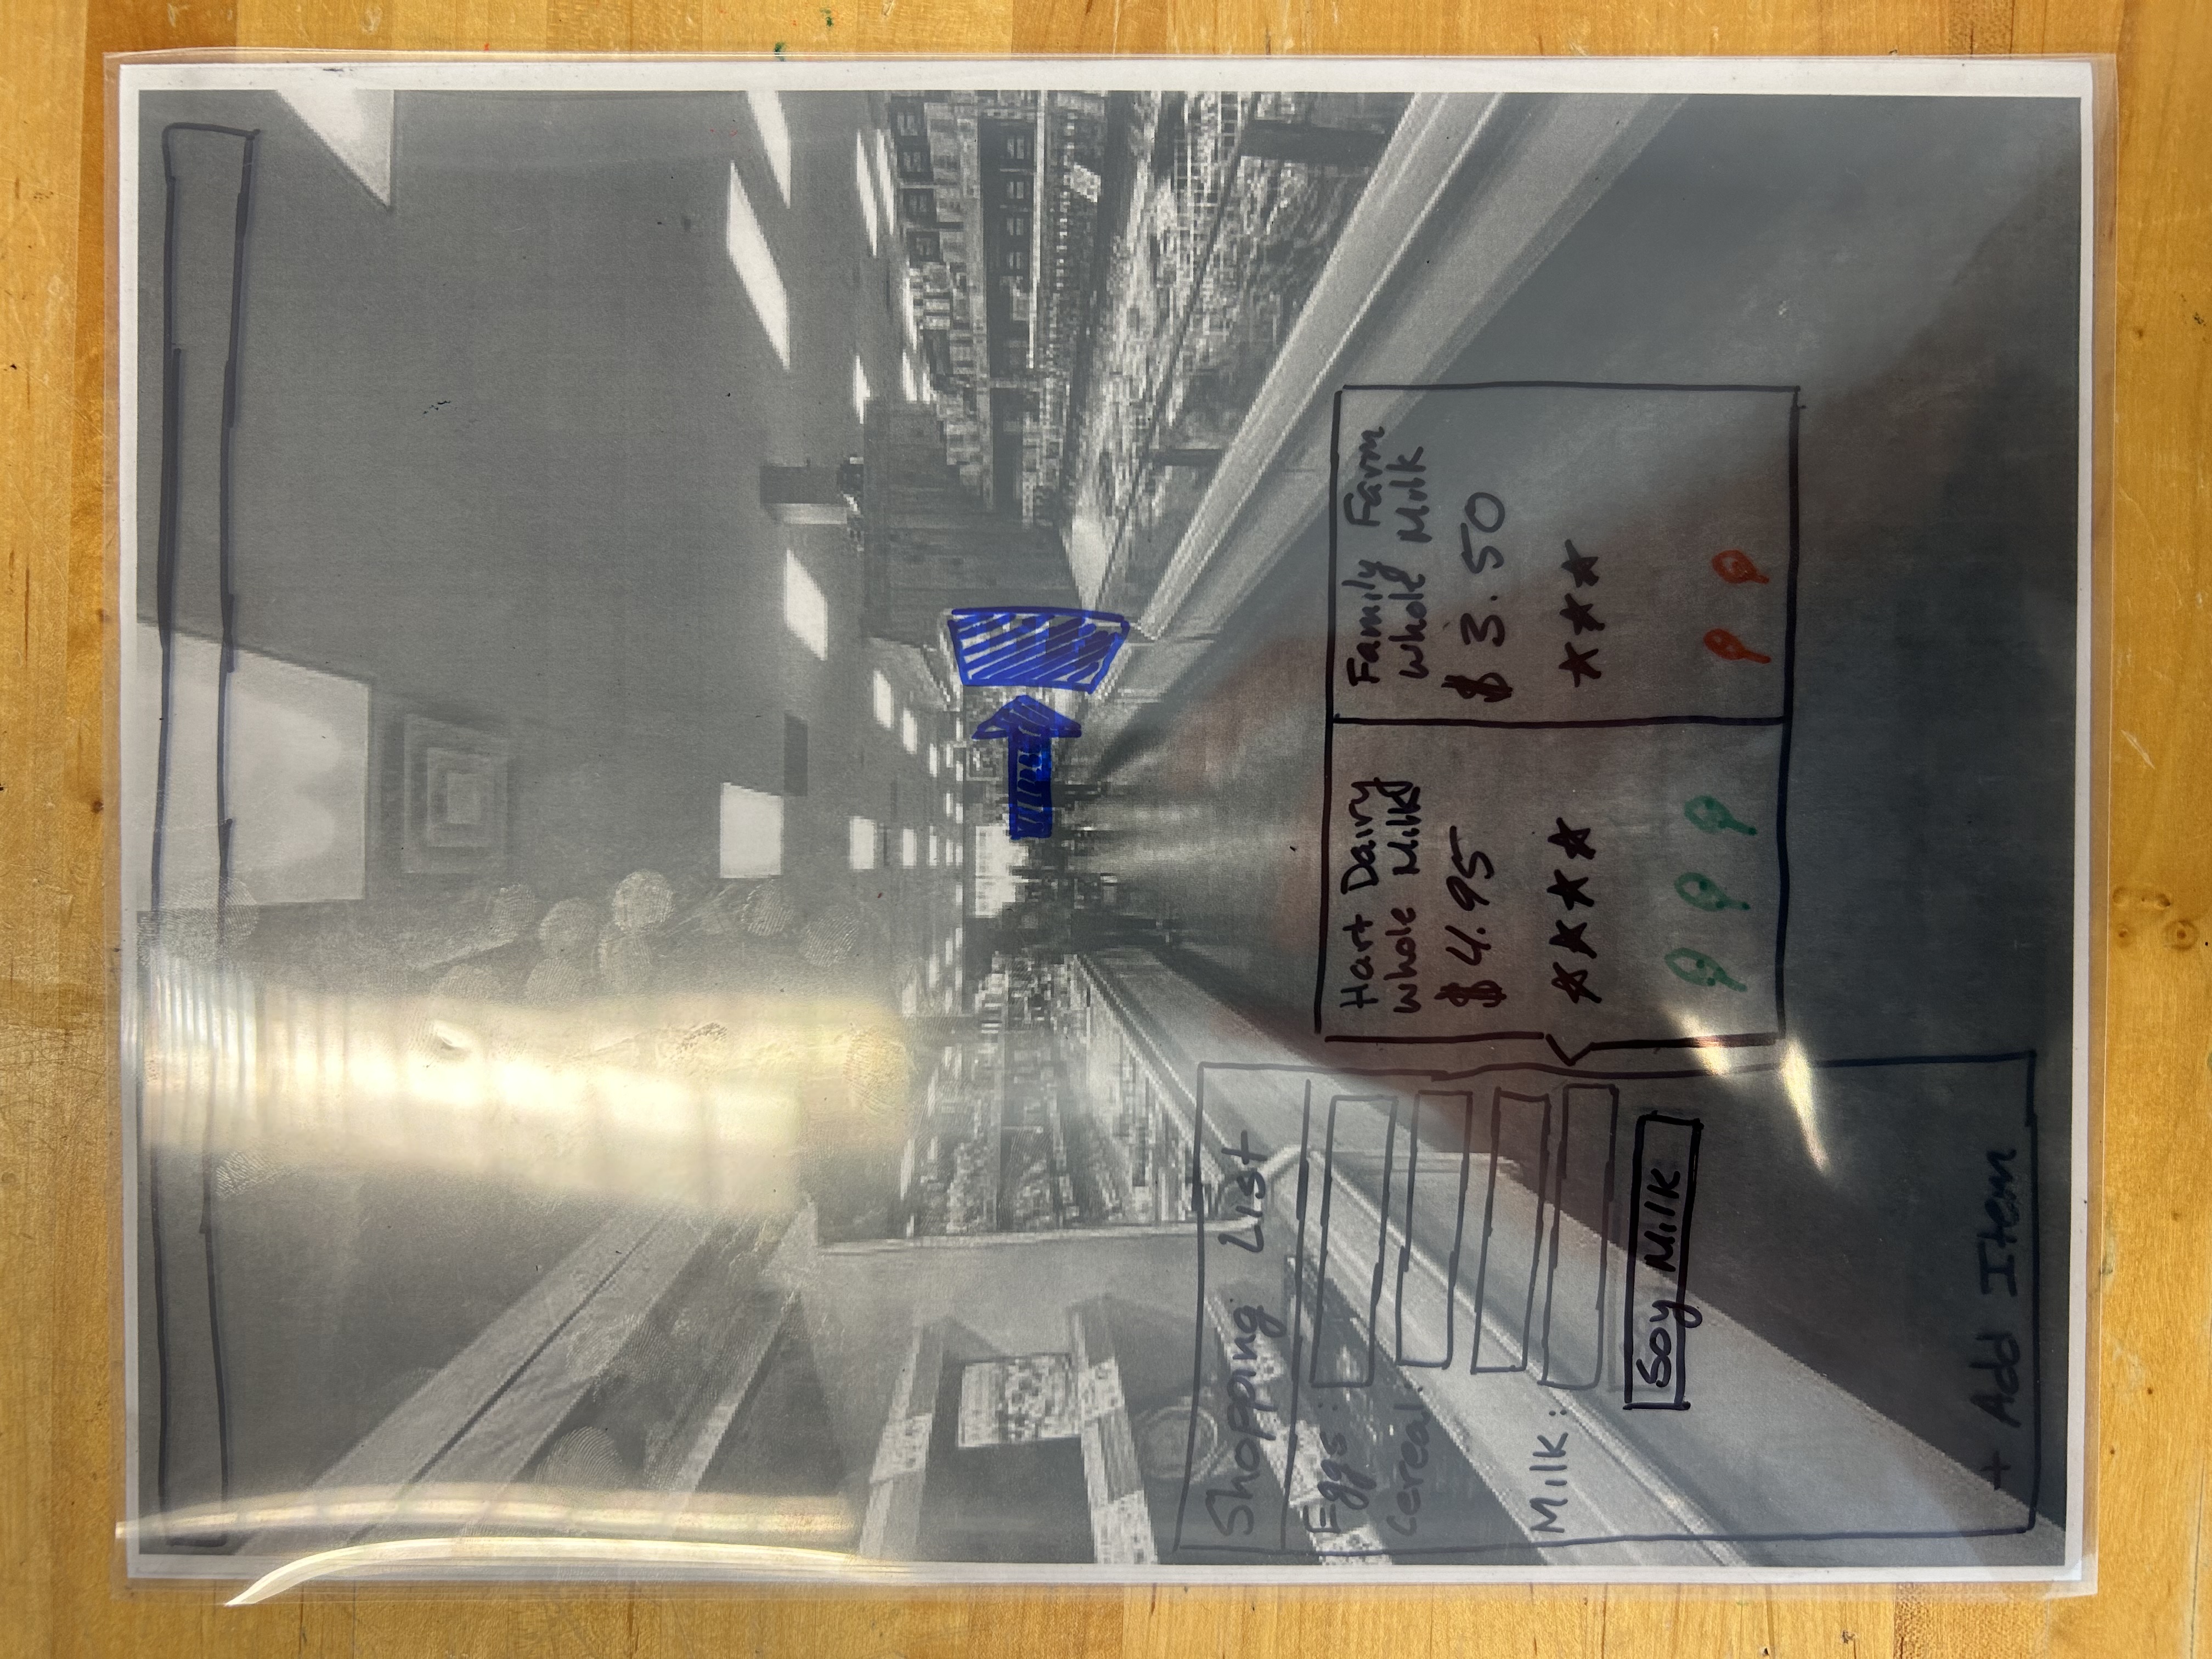 Shopping List
Eggs:
Cereal:
Milk:
Soy Milk
+ Add Item
Hart Dairy
Whole Milk
$4.95
Family Farm
Whole Milk
$3.50